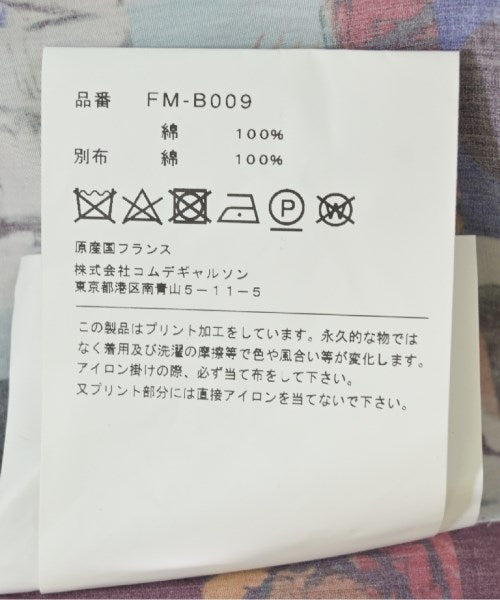 品番 FM-B009
綿 100%
別布 綿 100%
P W
原産国フランス
株式会社コムデギャルソン
東京都港区南青山5-11-5
この製品はプリント加工をしています。永久的な物では
なく着用及び洗濯の摩擦等で色や風合い等が変化します。
アイロン掛けの際、必ず当て布をして下さい。
又プリント部分には直接アイロンを当てないで下さい。